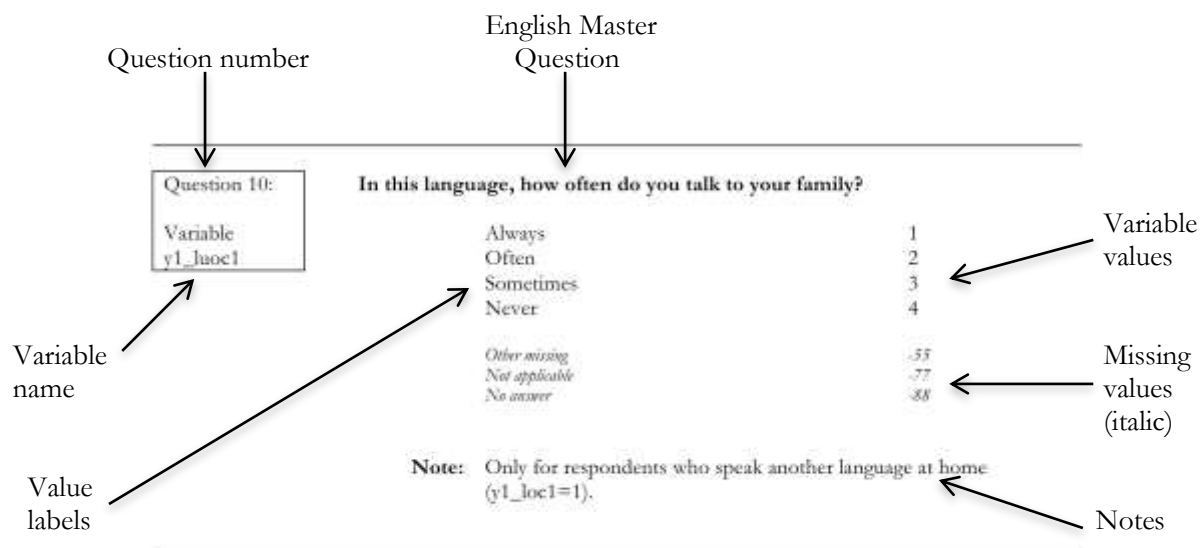 English Master
Question
Question number
Question 10:
In this language, how often do you talk to your family?
Variable
y1_luoc1
Always 1
Often 2
Sometimes 3
Never 4
Other missing -55
Not applicable -77
No answer -88
Note: Only for respondents who speak another language at home
(y1_loc1=1).
Variable
values
Variable
name
Missing
values
(italic)
Value
labels
Notes